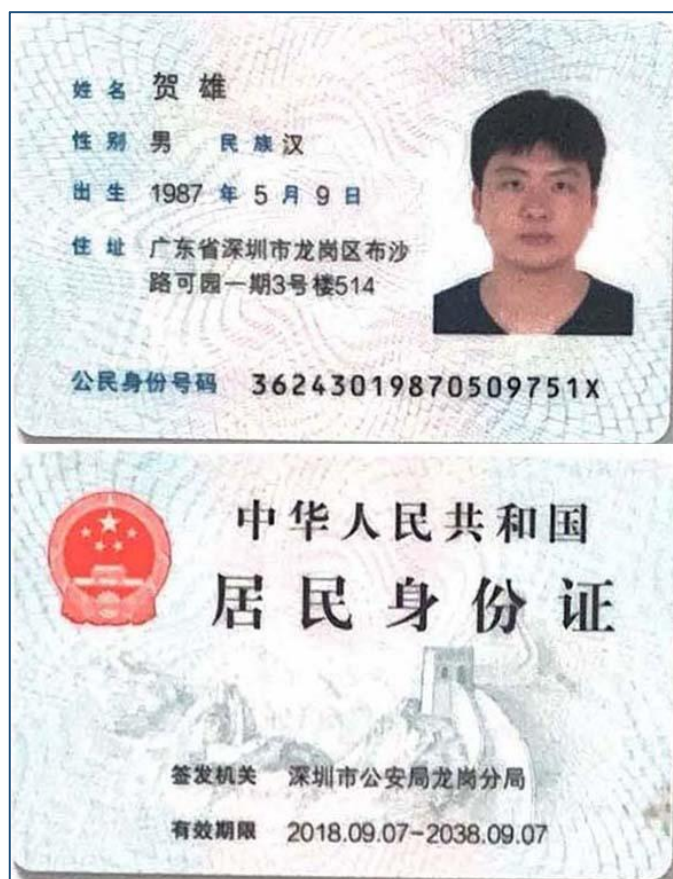 姓名 贺雄
性别 男 民族 汉
出生 1987 年 5 月 9 日
住址 广东省深圳市龙岗区布沙
路可园一期3号楼514
公民身份号码 36243019870509751X
中华人民共和国
居民身份证
签发机关 深圳市公安局龙岗分局
有效期限 2018.09.07-2038.09.07